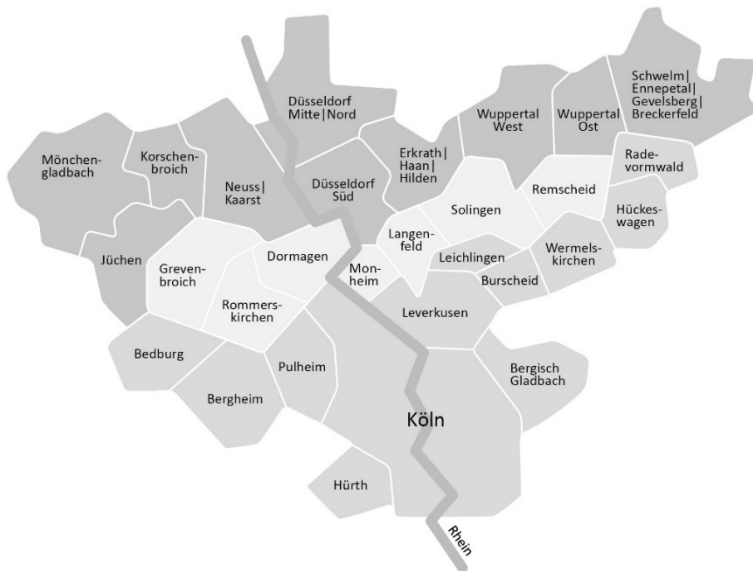 Schwelm|
Ennepetal|
Gevelsberg|
Breckerfeld
Düsseldorf
Mitte|Nord
Wuppertal
West
Wuppertal
Ost
Mönchen-
gladbach
Korschen-
broich
Erkrath|
Haan|
Hilden
Rade-
vormwald
Neuss|
Kaarst
Düsseldorf
Süd
Remscheid
Solingen
Hückes-
wagen
Jüchen
Langen-
feld
Wermels-
kirchen
Dormagen
Leichlingen
Greven-
broich
Mon-
heim
Burscheid
Rommers-
kirchen
Leverkusen
Bedburg
Pulheim
Bergisch
Gladbach
Bergheim
Köln
Hürth
Rhein